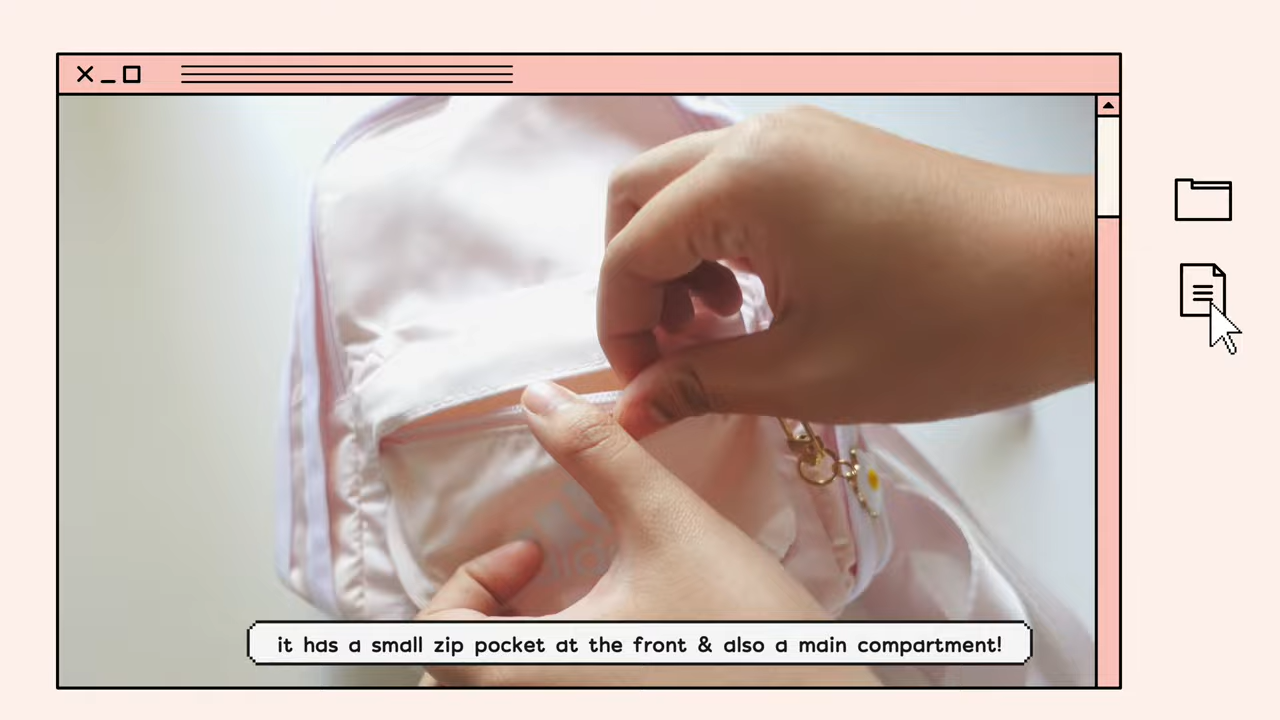 it has a small zip pocket at the front & also a main compartment!